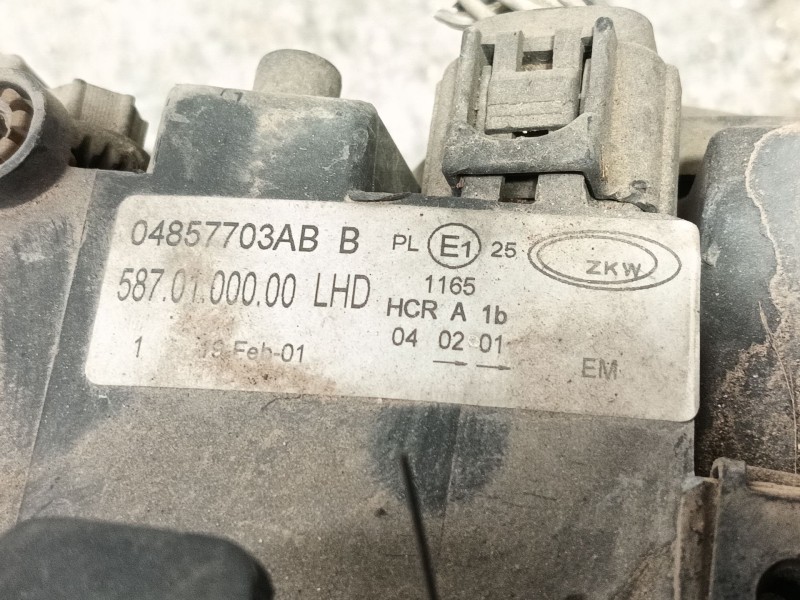 04857703AB B
PL E1 25
ZKW
587.01.000.00 LHD
1165
HCR A 1b
1 19-Feb-01
04 02 01
EM